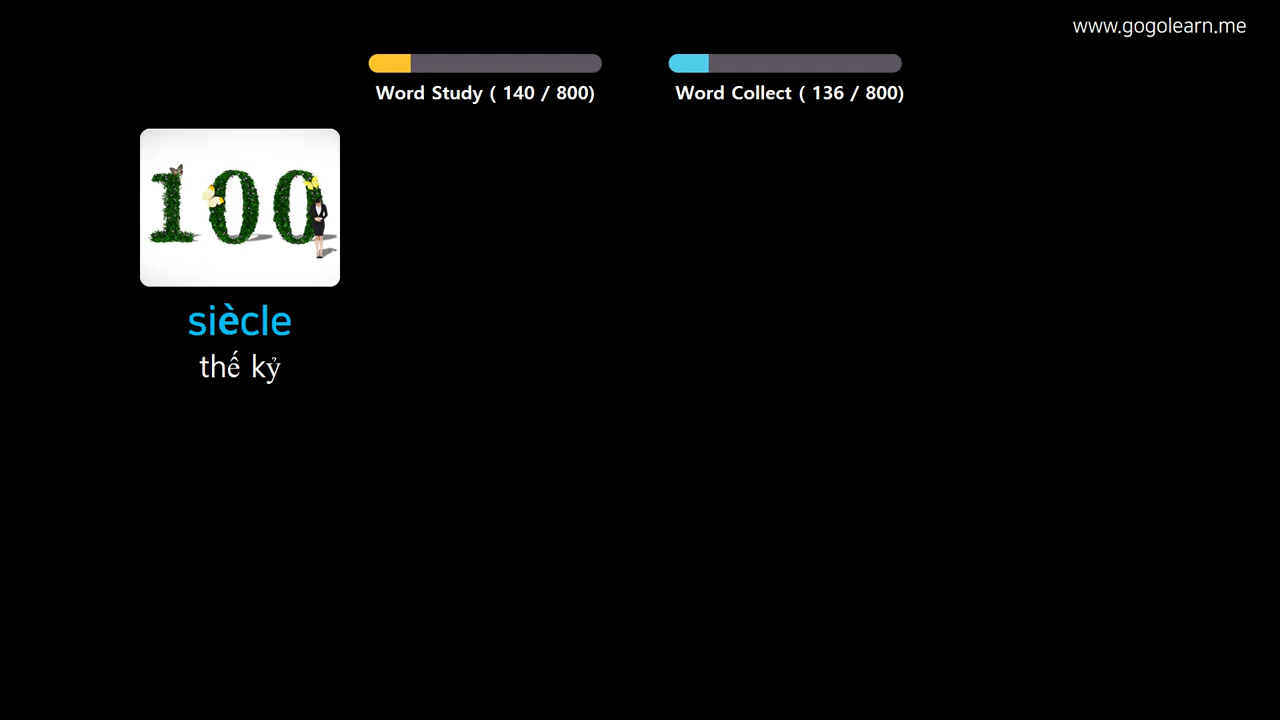 www.gogolearn.me
Word Study ( 140 / 800)
Word Collect ( 136 / 800)
100
siècle
thế kỷ